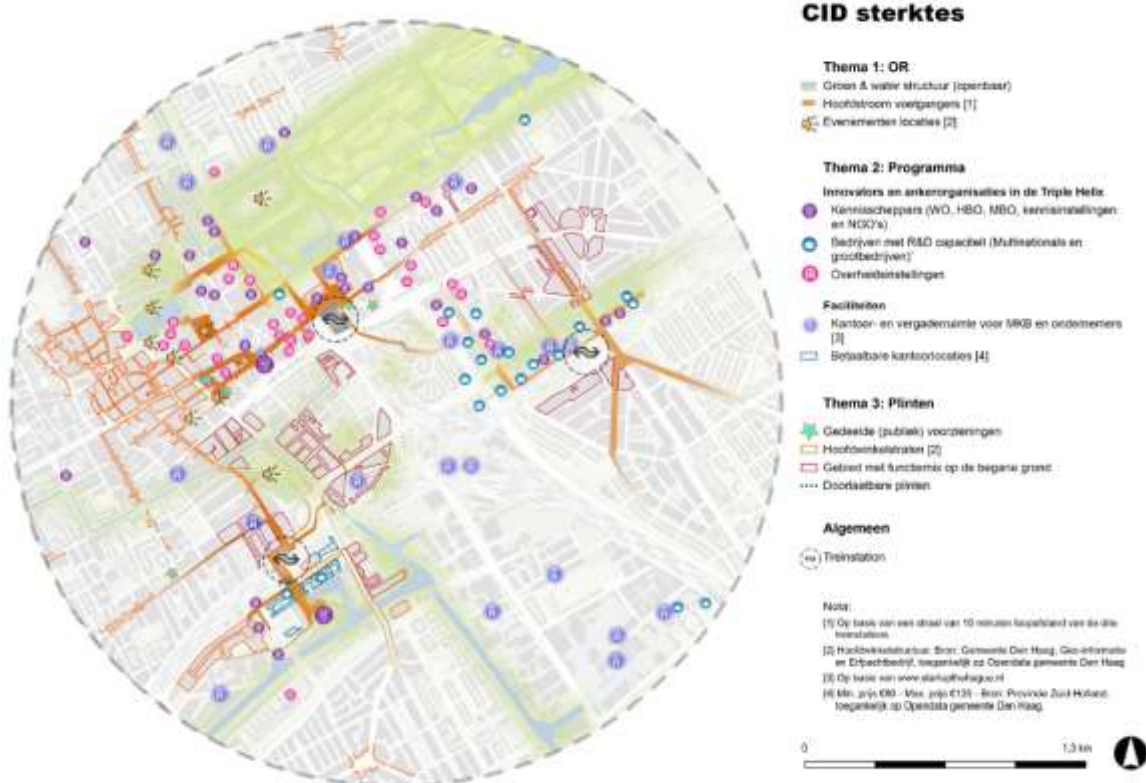 CID sterktes
Thema 1: OR
Groen & water structuur (openbaar)
Hoofdstroom voetgangers [1]
Evenementen locaties [2]
Thema 2: Programma
Innovators en ankerorganisaties in de Triple Helix
Kennisscheppers (WO, HBO, MBO, kennisinstellingen
en NGO's)
Bedrijven met R&D capaciteit (Multinationals en
grootbedrijven)
Overheidsinstellingen
Faciliteiten
Kantoor- en vergaderruimte voor MKB en ondernemers
[3]
Betaalbare kantoorlocaties [4]
Thema 3: Plinten
Gedeelde (publiek) voorzieningen
Hoofdwinkelstraten [2]
Gebied met functiemix op de begane grond
Doorlaatbare plinten
Algemeen
Treinstation
Nota:
[1] Op basis van een straal van 10 minuten loopafstand van de drie
treinstations
[2] Hoofdwinkelstructuur: Bron: Gemeente Den Haag, Geo-informatie
en Erfpachtbedrijf, toegankelijk op Opendata gemeente Den Haag
[3] Op basis van www.startupthehague.nl
[4] Min. prijs €80 - Max. prijs €135 - Bron: Provincie Zuid-Holland,
toegankelijk op Opendata gemeente Den Haag.
0 1,3 km